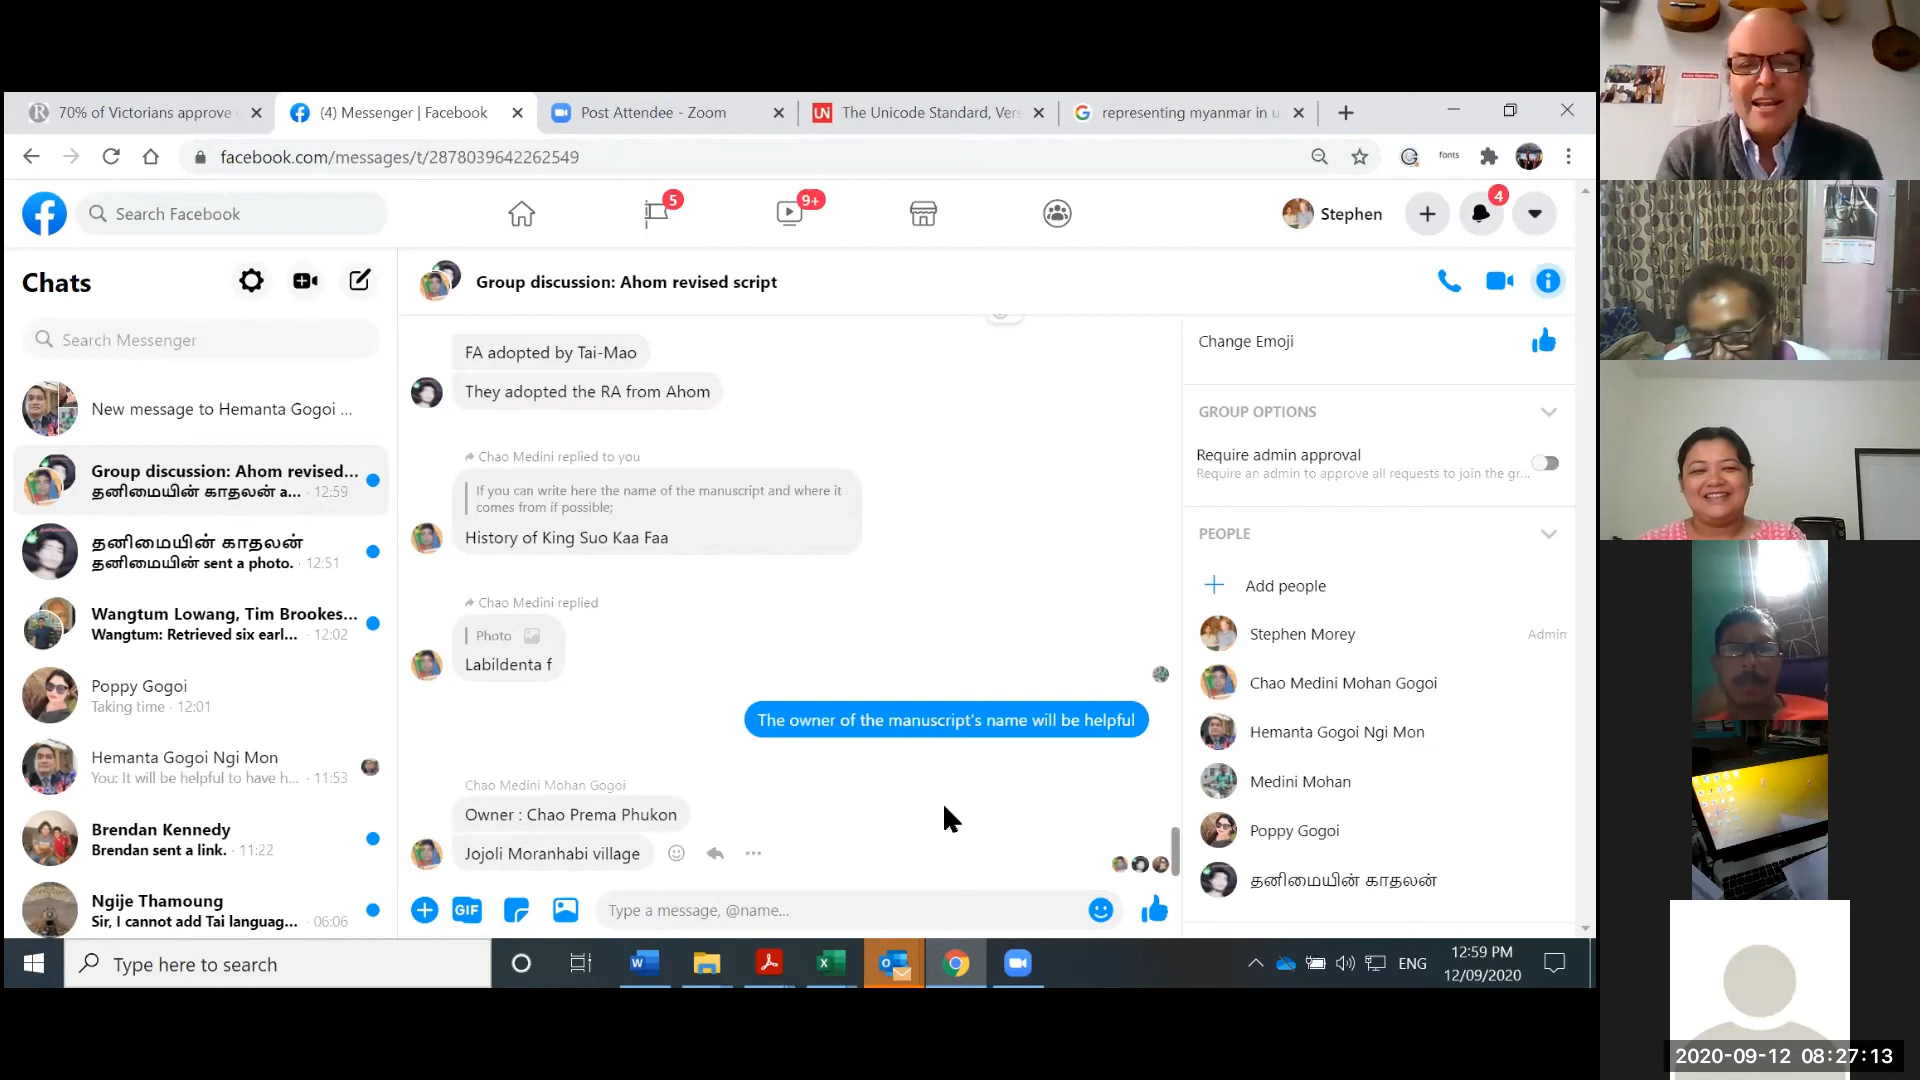 70% of Victorians approve
(4) Messenger | Facebook
Post Attendee - Zoom
The Unicode Standard, Vers
representing myanmar in u
facebook.com/messages/t/2878039642262549
fonts
Search Facebook
5
9+
Stephen
4
Chats
Search Messenger
New message to Hemanta Gogoi ...
Group discussion: Ahom revised...
தனிமையின் காதலன் a... · 12:59
தனிமையின் காதலன்
தனிமையின் sent a photo. · 12:51
Wangtum Lowang, Tim Brookes...
Wangtum: Retrieved six earl... · 12:02
Poppy Gogoi
Taking time · 12:01
Hemanta Gogoi Ngi Mon
You: It will be helpful to have h... · 11:53
Brendan Kennedy
Brendan sent a link. · 11:22
Ngije Thamoung
Sir, I cannot add Tai languag... · 06:06
Group discussion: Ahom revised script
FA adopted by Tai-Mao
They adopted the RA from Ahom
Chao Medini replied to you
If you can write here the name of the manuscript and where it
comes from if possible;
History of King Suo Kaa Faa
Chao Medini replied
Photo
Labildenta f
The owner of the manuscript's name will be helpful
Chao Medini Mohan Gogoi
Owner : Chao Prema Phukon
Jojoli Moranhabi village
GIF
Type a message, @name...
Change Emoji
GROUP OPTIONS
Require admin approval
Require an admin to approve all requests to join the gr...
PEOPLE
Add people
Stephen Morey
Admin
Chao Medini Mohan Gogoi
Hemanta Gogoi Ngi Mon
Medini Mohan
Poppy Gogoi
தனிமையின் காதலன்
Type here to search
ENG
12:59 PM
12/09/2020
2020-09-12 08:27:13